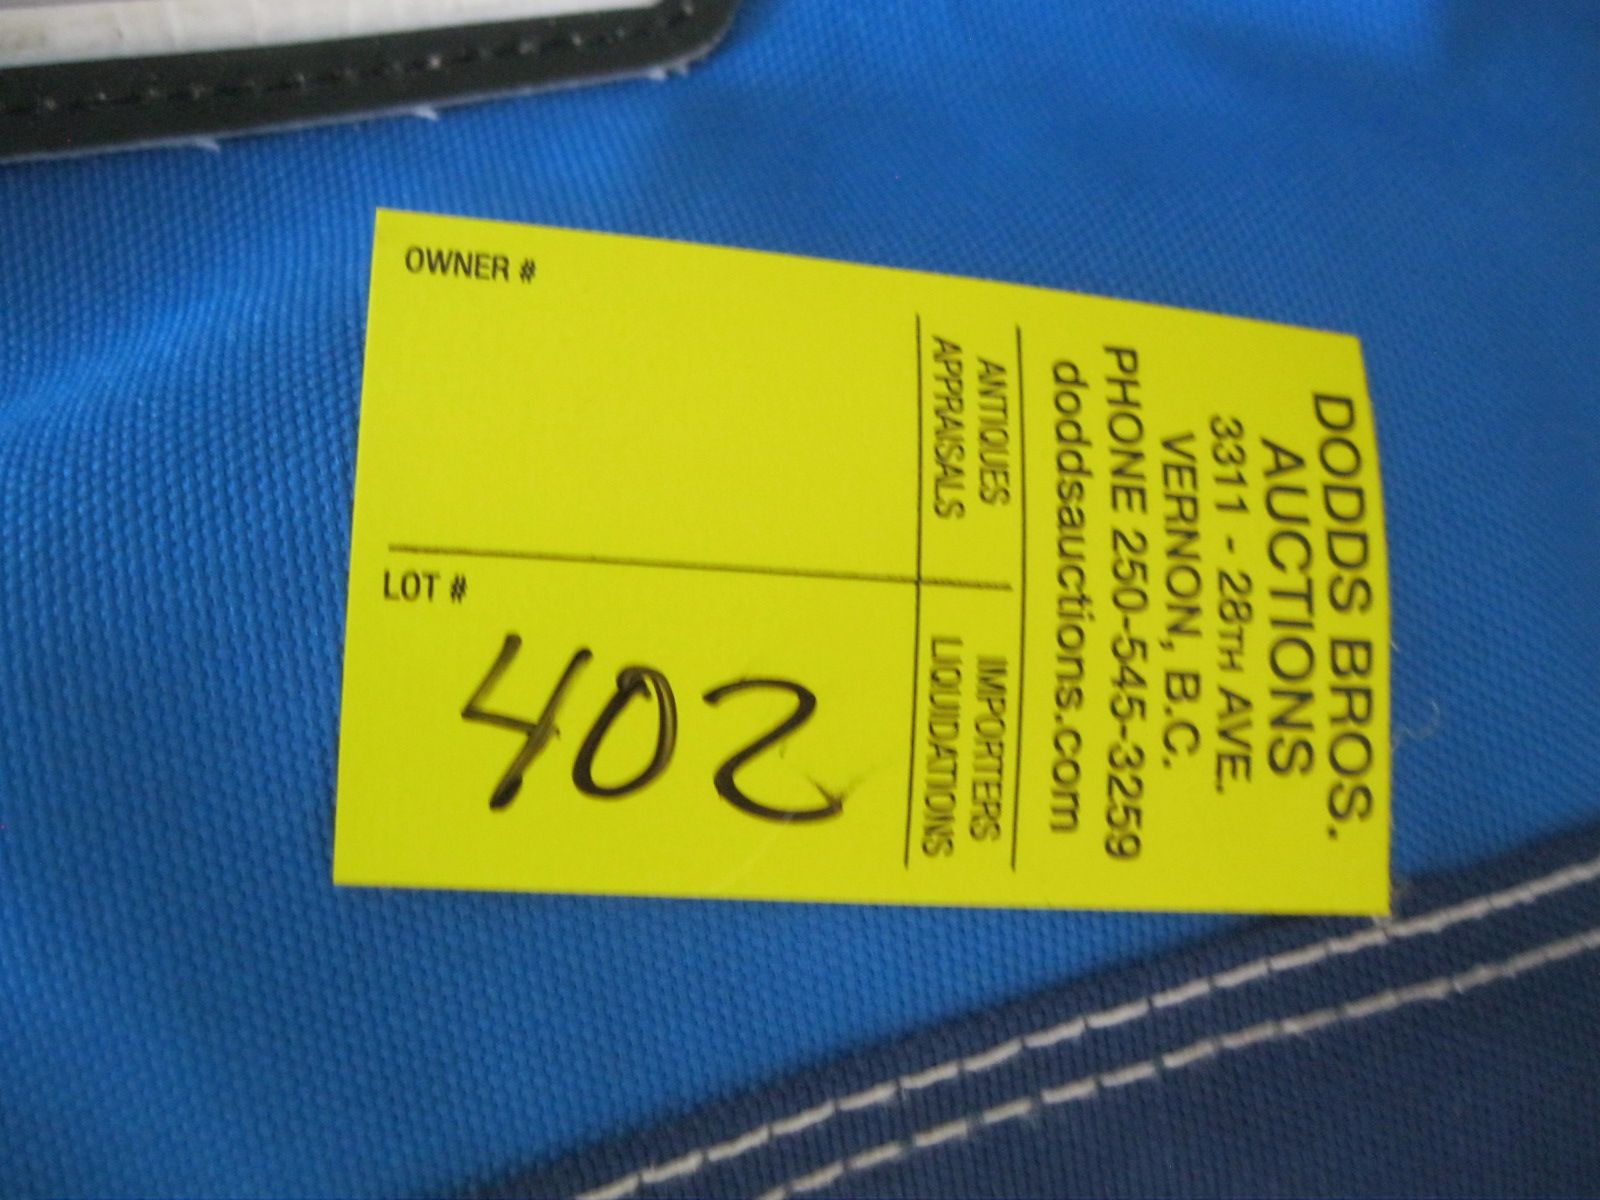 DODDS BROS.
AUCTIONS
3311 - 28TH AVE.
VERNON, B.C.
PHONE 250-545-3259
doddsauctions.com
ANTIQUES
APPRAISALS
IMPORTERS
LIQUIDATIONS
OWNER #
LOT #
402